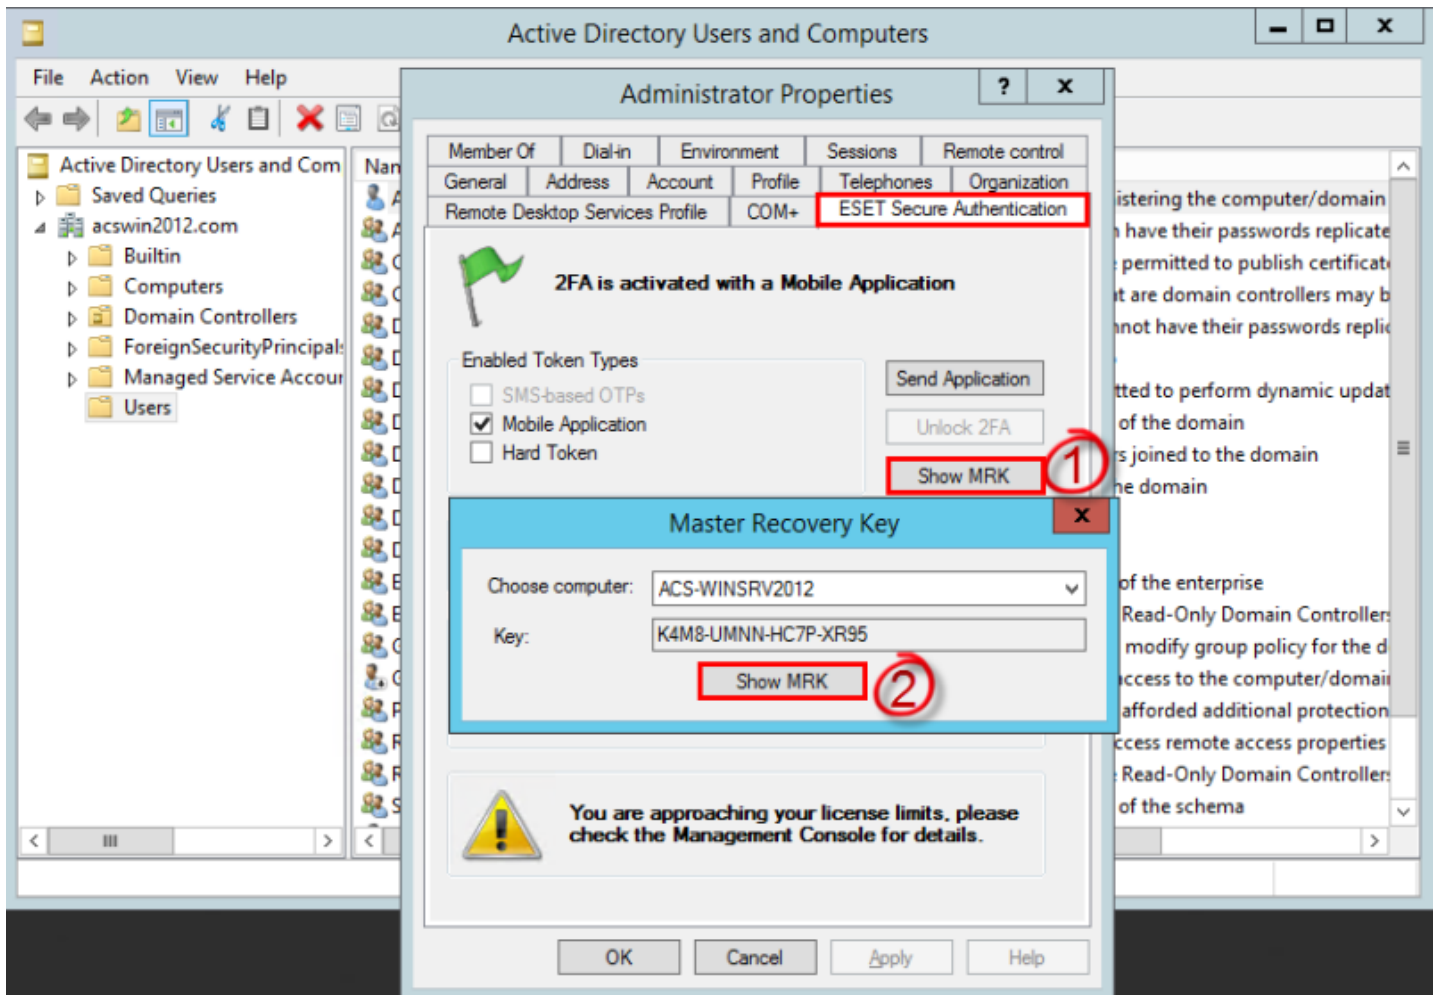 Active Directory Users and Computers
File Action View Help
Administrator Properties
Member Of Dial-in Environment Sessions Remote control
General Address Account Profile Telephones Organization
Remote Desktop Services Profile COM+ ESET Secure Authentication
Active Directory Users and Com
Saved Queries
acswin2012.com
Builtin
Computers
Domain Controllers
ForeignSecurityPrincipals
Managed Service Accour
Users
Nan
2FA is activated with a Mobile Application
Enabled Token Types
SMS-based OTPs
Mobile Application
Hard Token
Send Application
Unlock 2FA
Show MRK
1
Master Recovery Key
Choose computer: ACS-WINSRV2012
Key: K4M8-UMNN-HC7P-XR95
Show MRK
2
You are approaching your license limits, please
check the Management Console for details.
OK Cancel Apply Help
istering the computer/domain
have their passwords replicate
permitted to publish certificat
t are domain controllers may b
nnot have their passwords replic
tted to perform dynamic updat
of the domain
rs joined to the domain
he domain
of the enterprise
Read-Only Domain Controllers
modify group policy for the d
access to the computer/domai
afforded additional protection
ccess remote access properties
Read-Only Domain Controllers
of the schema